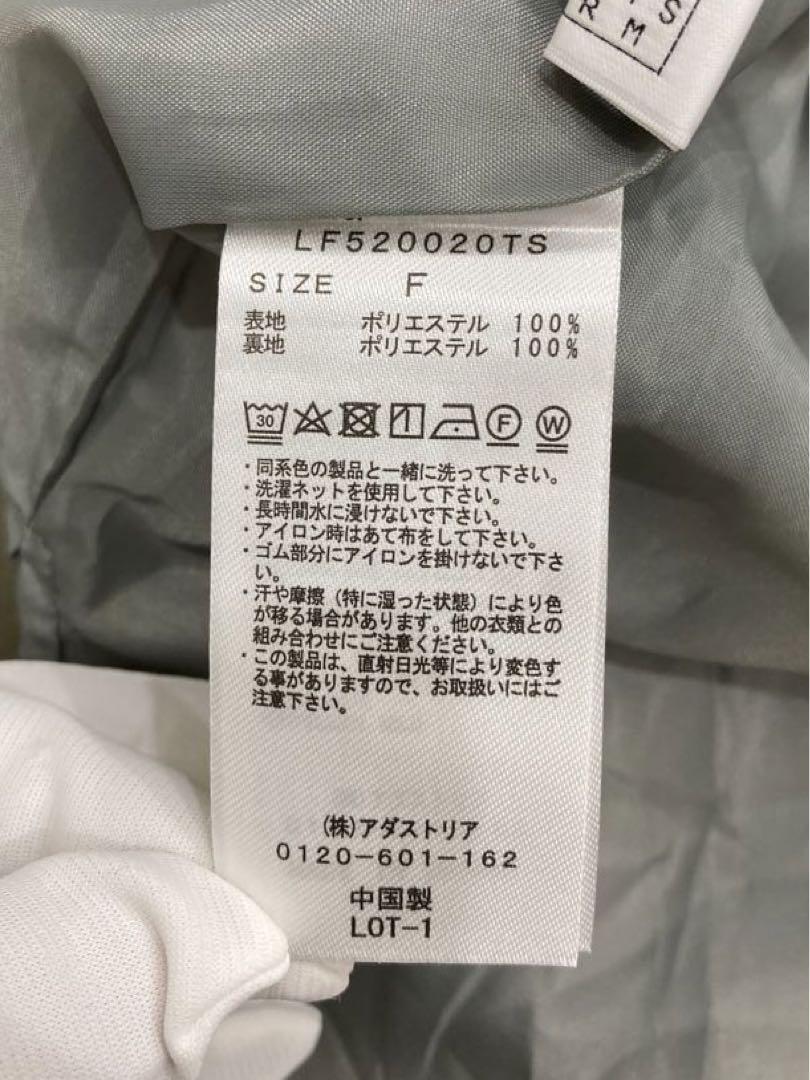 R M
S
LF520020TS
SIZE F
表地 ポリエステル 100%
裏地 ポリエステル 100%
30 F W
・同系色の製品と一緒に洗って下さい。
・洗濯ネットを使用して下さい。
・長時間水に浸けないで下さい。
・アイロン時はあて布をして下さい。
・ゴム部分にアイロンを掛けないで下さ
い。
・汗や摩擦（特に湿った状態）により色
が移る場合があります。他の衣類との
組み合わせにご注意ください。
・この製品は、直射日光等により変色す
る事がありますので、お取扱いにはご
注意下さい。
(株)アダストリア
0120-601-162
中国製
LOT-1